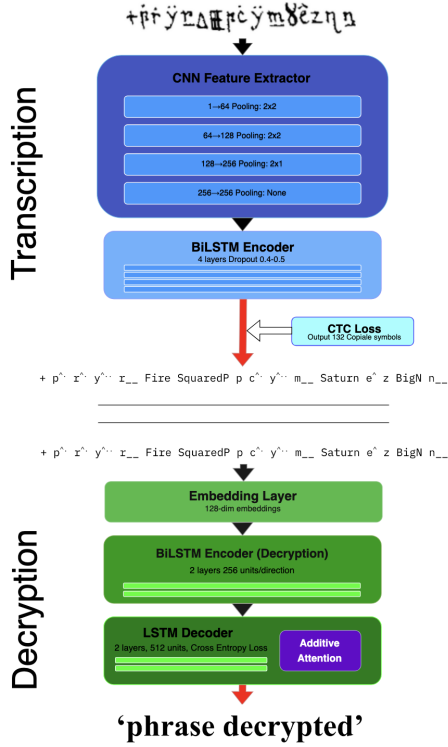 Transcription
CNN Feature Extractor
1→64 Pooling: 2x2
64→128 Pooling: 2x2
128→256 Pooling: 2x1
256→256 Pooling: None
BiLSTM Encoder
4 layers Dropout 0.4-0.5
CTC Loss
Output 132 Copiale symbols
+ p^. r^. y^.. r__ Fire SquaredP p c^. y^.. m__ Saturn e^ z BigN n__
+ p^. r^. y^.. r__ Fire SquaredP p c^. y^.. m__ Saturn e^ z BigN n__
Decryption
Embedding Layer
128-dim embeddings
BiLSTM Encoder (Decryption)
2 layers 256 units/direction
LSTM Decoder
2 layers, 512 units, Cross Entropy Loss
Additive
Attention
‘phrase decrypted’